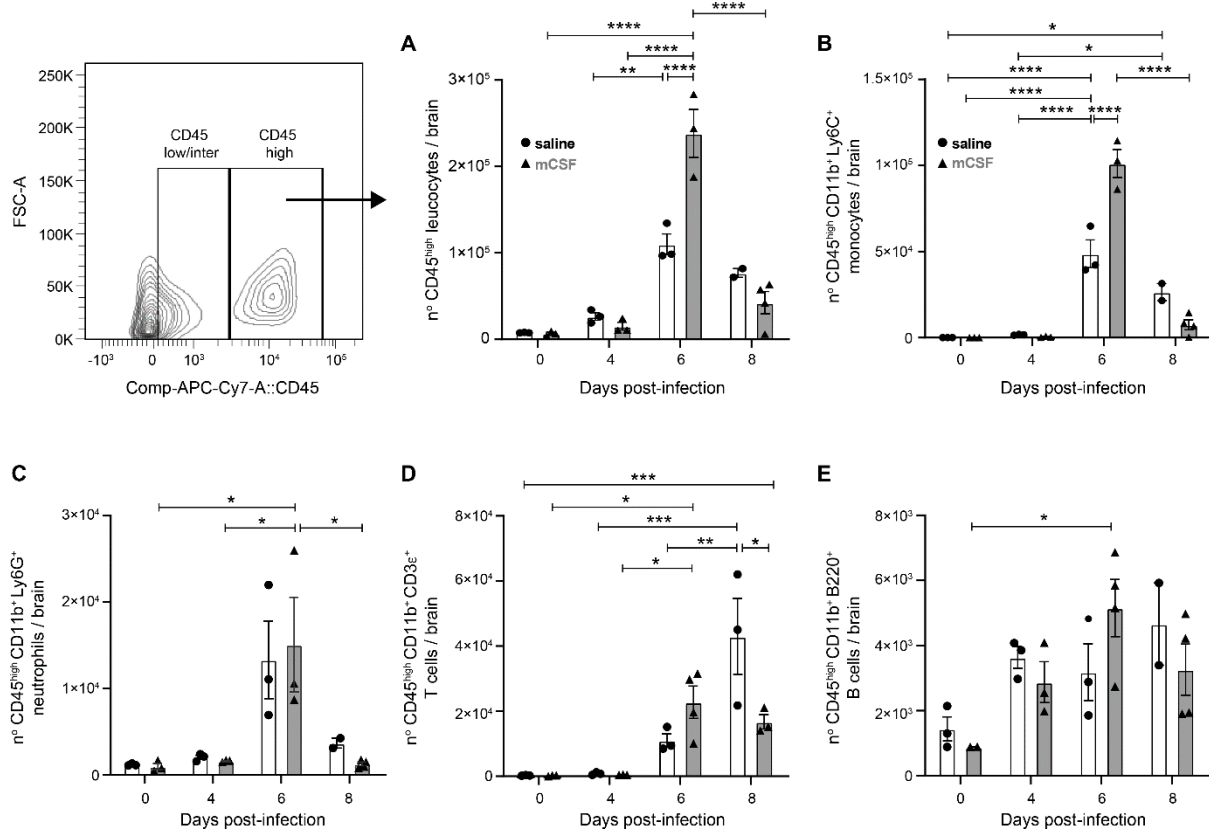 CD45
low/inter
CD45
high
250K
200K
150K
100K
50K
0K
FSC-A
-10³ 0 10³ 10⁴ 10⁵
Comp-APC-Cy7-A::CD45
A
****
****
****
** ****
3×10⁵
2×10⁵
1×10⁵
0
nº CD45ʰⁱᵍʰ leucocytes / brain
saline
mCSF
0 4 6 8
Days post-infection
B
*
*
**** ****
****
**** ****
1.5×10⁵
1×10⁵
5×10⁴
0
nº CD45ʰⁱᵍʰ CD11b⁺ Ly6C⁺
monocytes / brain
saline
mCSF
0 4 6 8
Days post-infection
C
*
* *
3×10⁴
2×10⁴
1×10⁴
0
nº CD45ʰⁱᵍʰ CD11b⁺ Ly6G⁺
neutrophils / brain
0 4 6 8
Days post-infection
D
***
*
***
** *
*
8×10⁴
6×10⁴
4×10⁴
2×10⁴
0
nº CD45ʰⁱᵍʰ CD11b⁺ CD3ε⁺
T cells / brain
0 4 6 8
Days post-infection
E
*
8×10³
6×10³
4×10³
2×10³
0
nº CD45ʰⁱᵍʰ CD11b⁺ B220⁺
B cells / brain
0 4 6 8
Days post-infection